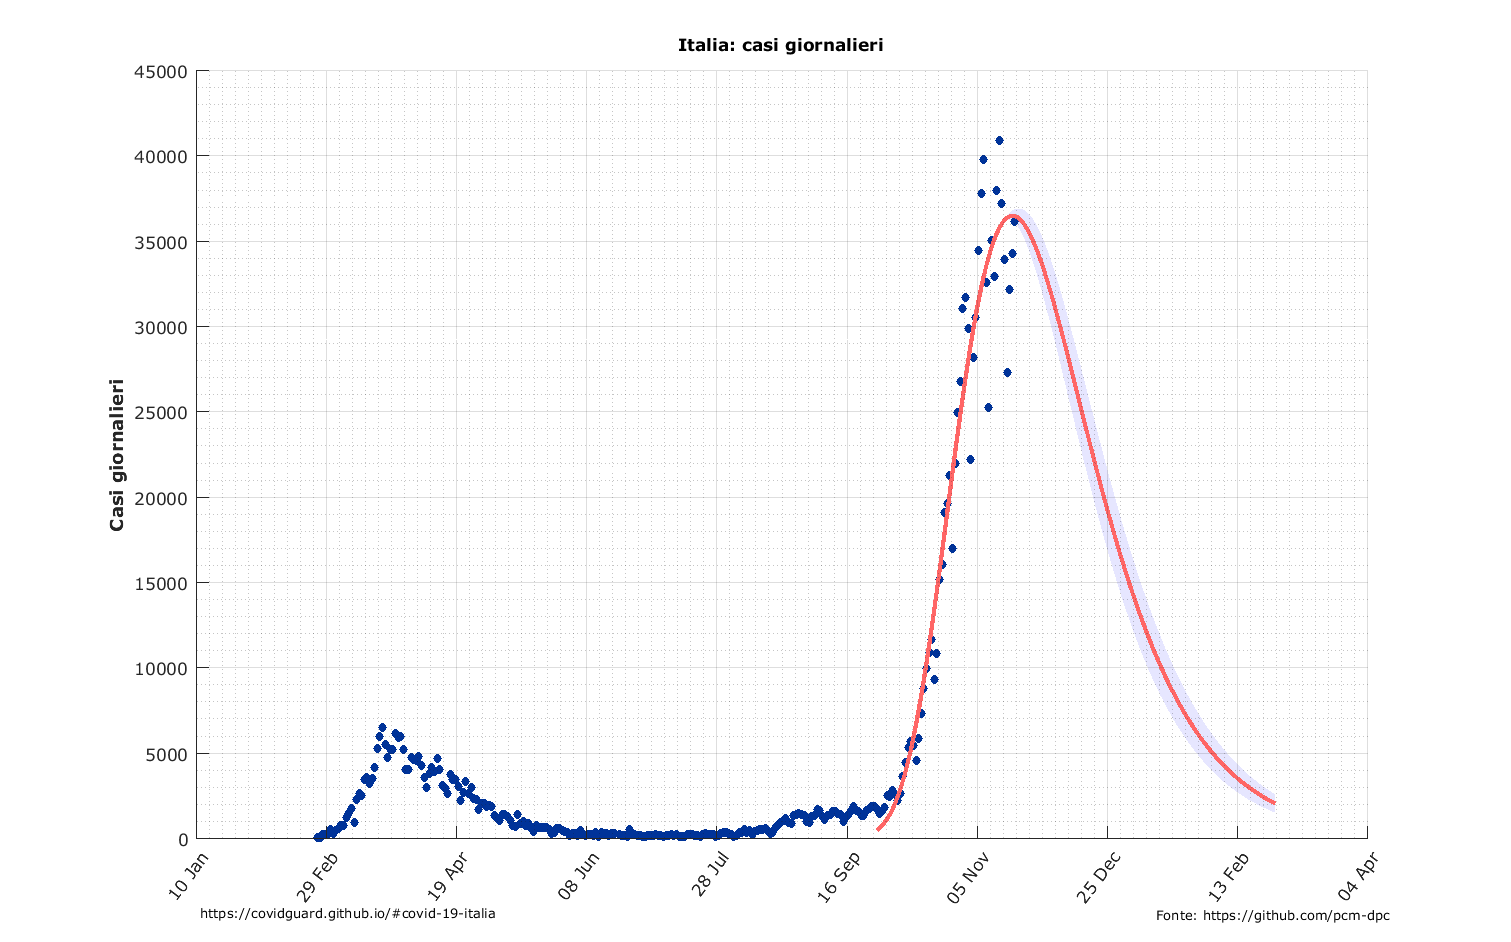 Italia: casi giornalieri
45000
40000
35000
30000
25000
20000
15000
10000
5000
0
Casi giornalieri
10 Jan
29 Feb
19 Apr
08 Jun
28 Jul
16 Sep
05 Nov
25 Dec
13 Feb
04 Apr
https://covidguard.github.io/#covid-19-italia
Fonte: https://github.com/pcm-dpc